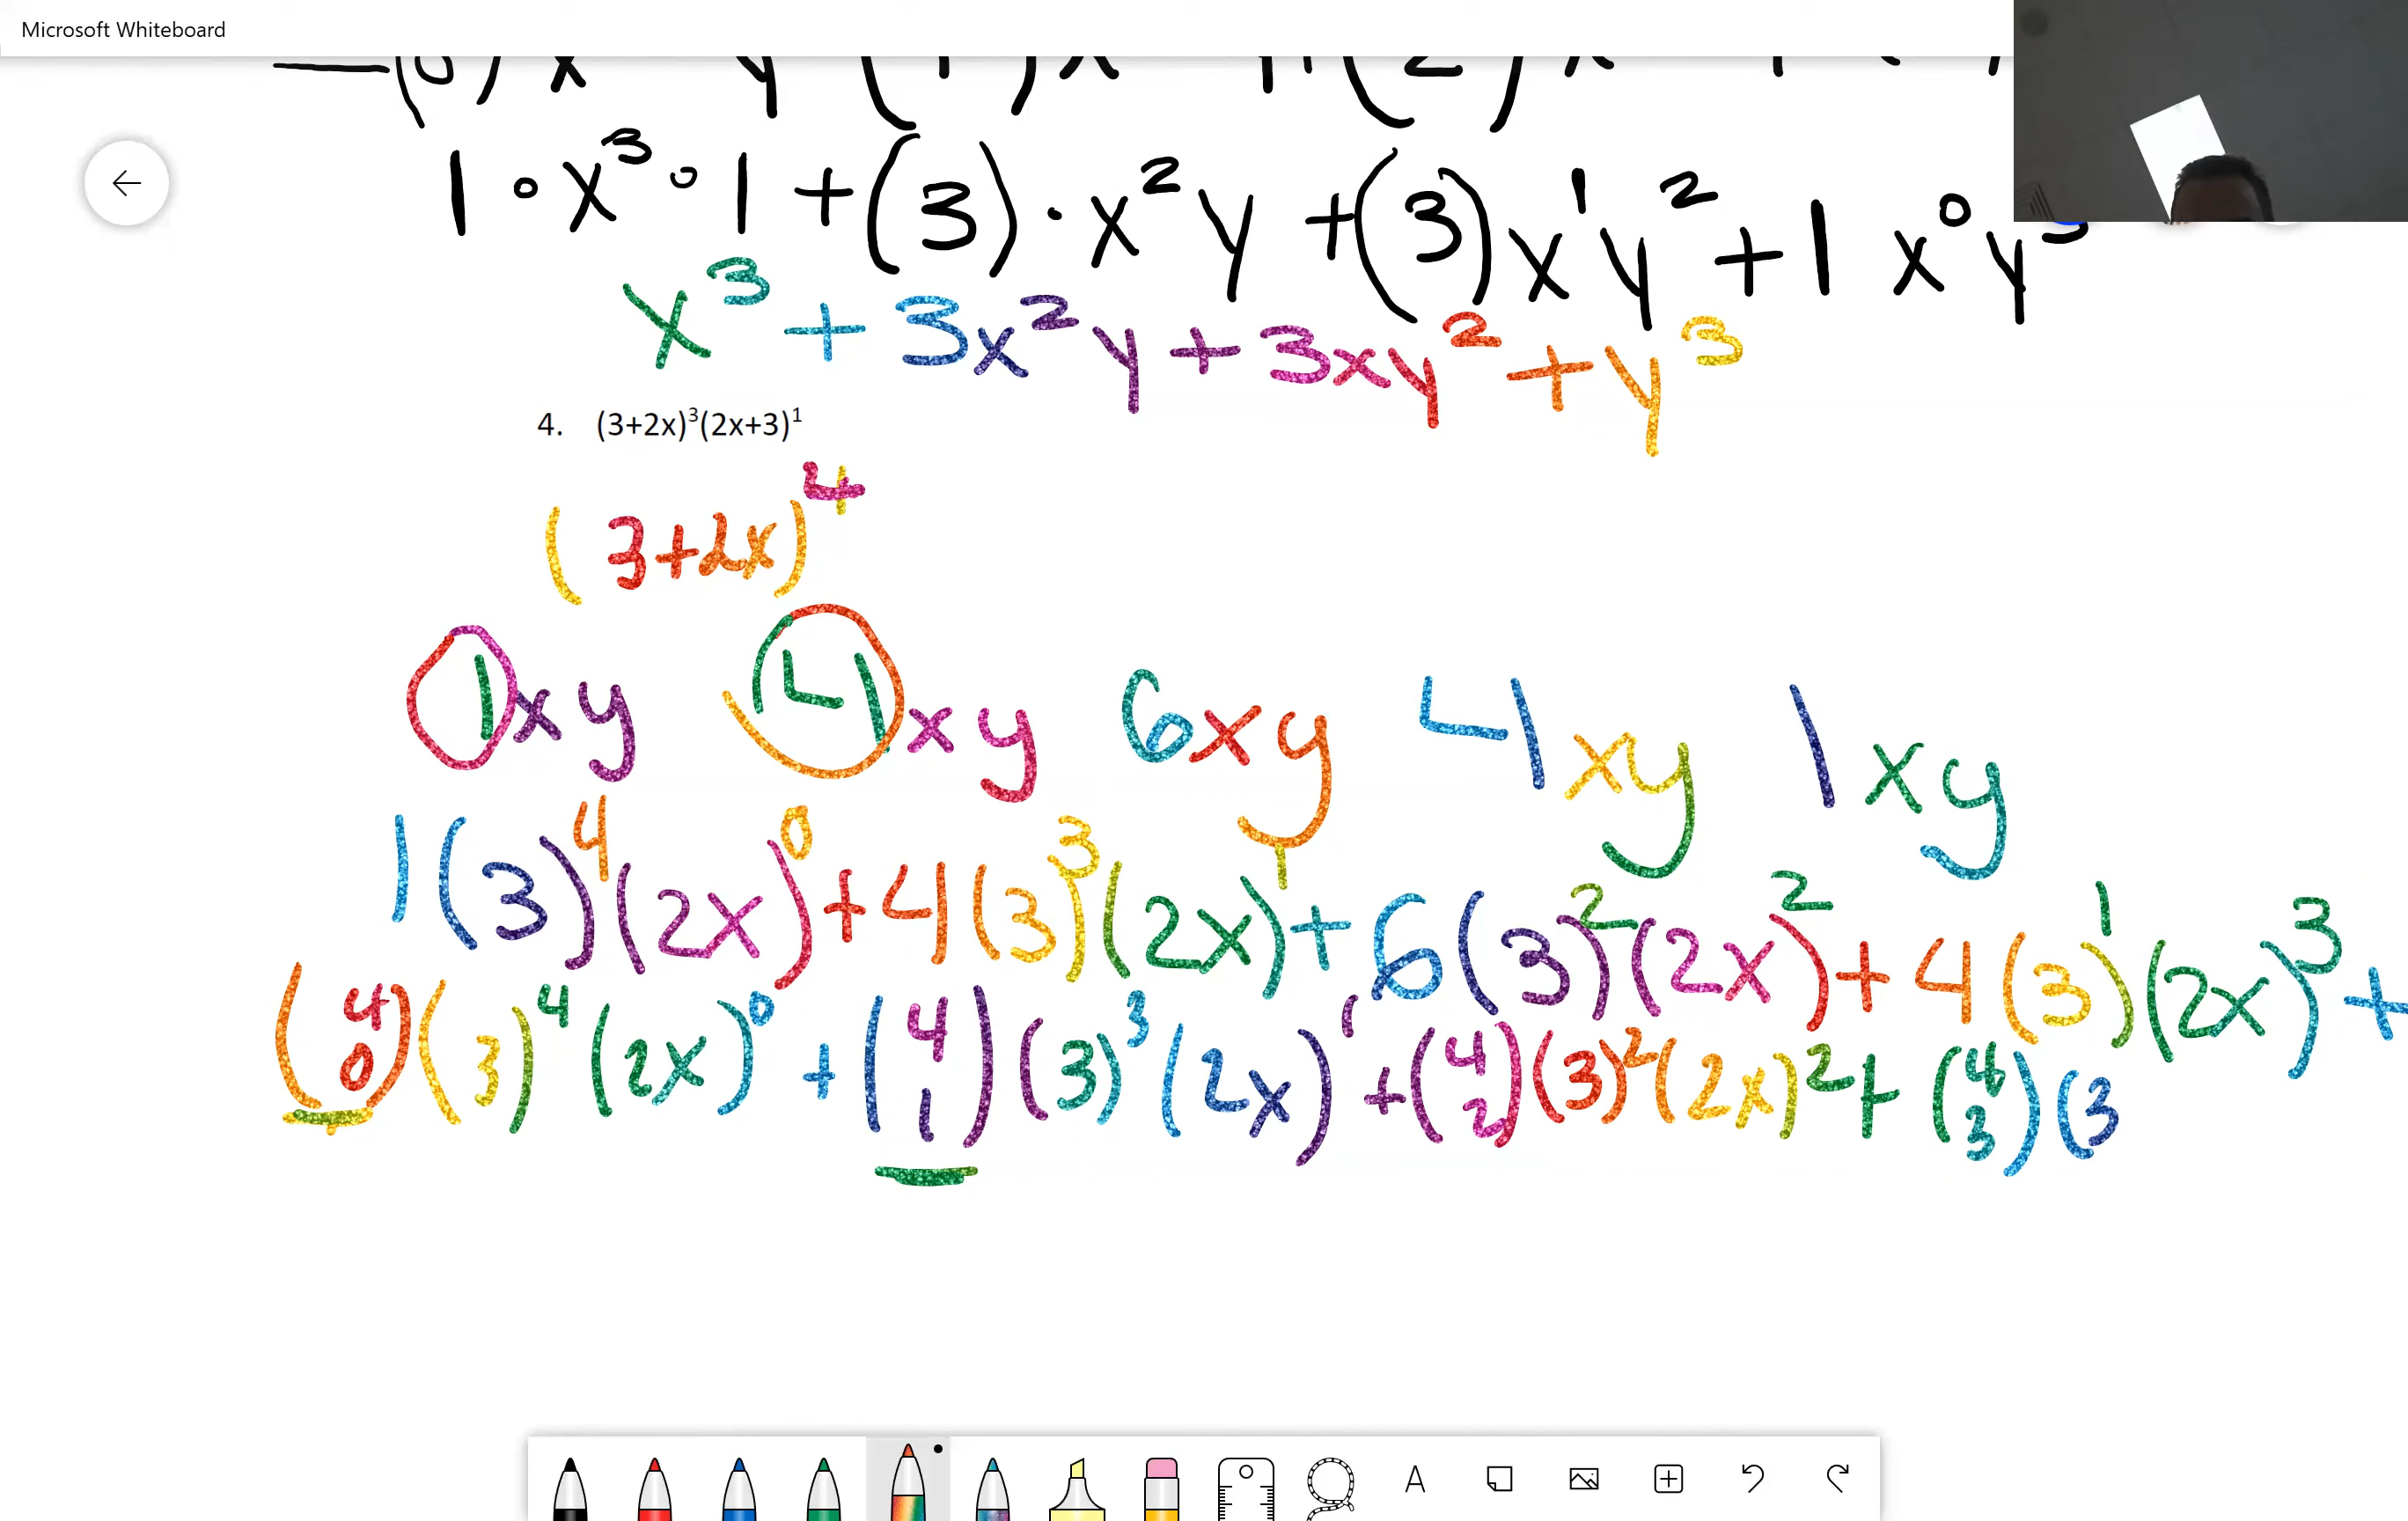 Microsoft Whiteboard
1 · x³ · 1 + (3) · x²y + (3) x¹y² + 1 x⁰y³
x³ + 3x²y + 3xy² + y³
4. (3+2x)³(2x+3)¹
(3+2x)⁴
1xy 4xy 6xy 4xy 1xy
1(3)⁴(2x)⁰ + 4(3)³(2x)¹ + 6(3)²(2x)² + 4(3)¹(2x)³ +
(4 0)(3)⁴(2x)⁰ + (4 1)(3)³(2x)¹ + (4 2)(3)²(2x)² + (4 3)(3